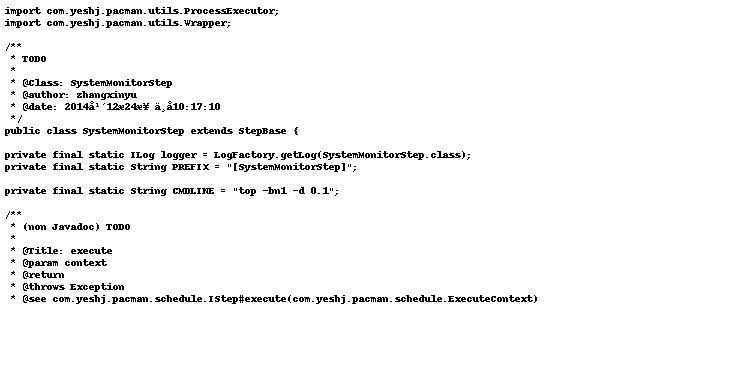 import com.yeshj.pacman.utils.ProcessExecutor;
import com.yeshj.pacman.utils.Wrapper;
/**
* TODO
*
* @Class: SystemMonitorStep
* @author: zhangxinyu
* @date: 2014å¹´12æ24æ¥ ä¸å10:17:10
*/
public class SystemMonitorStep extends StepBase {
private final static ILog logger = LogFactory.getLog(SystemMonitorStep.class);
private final static String PREFIX = "[SystemMonitorStep]";
private final static String CMDLINE = "top -bn1 -d 0.1";
/**
* (non Javadoc) TODO
*
* @Title: execute
* @param context
* @return
* @throws Exception
* @see com.yeshj.pacman.schedule.IStep#execute(com.yeshj.pacman.schedule.ExecuteContext)